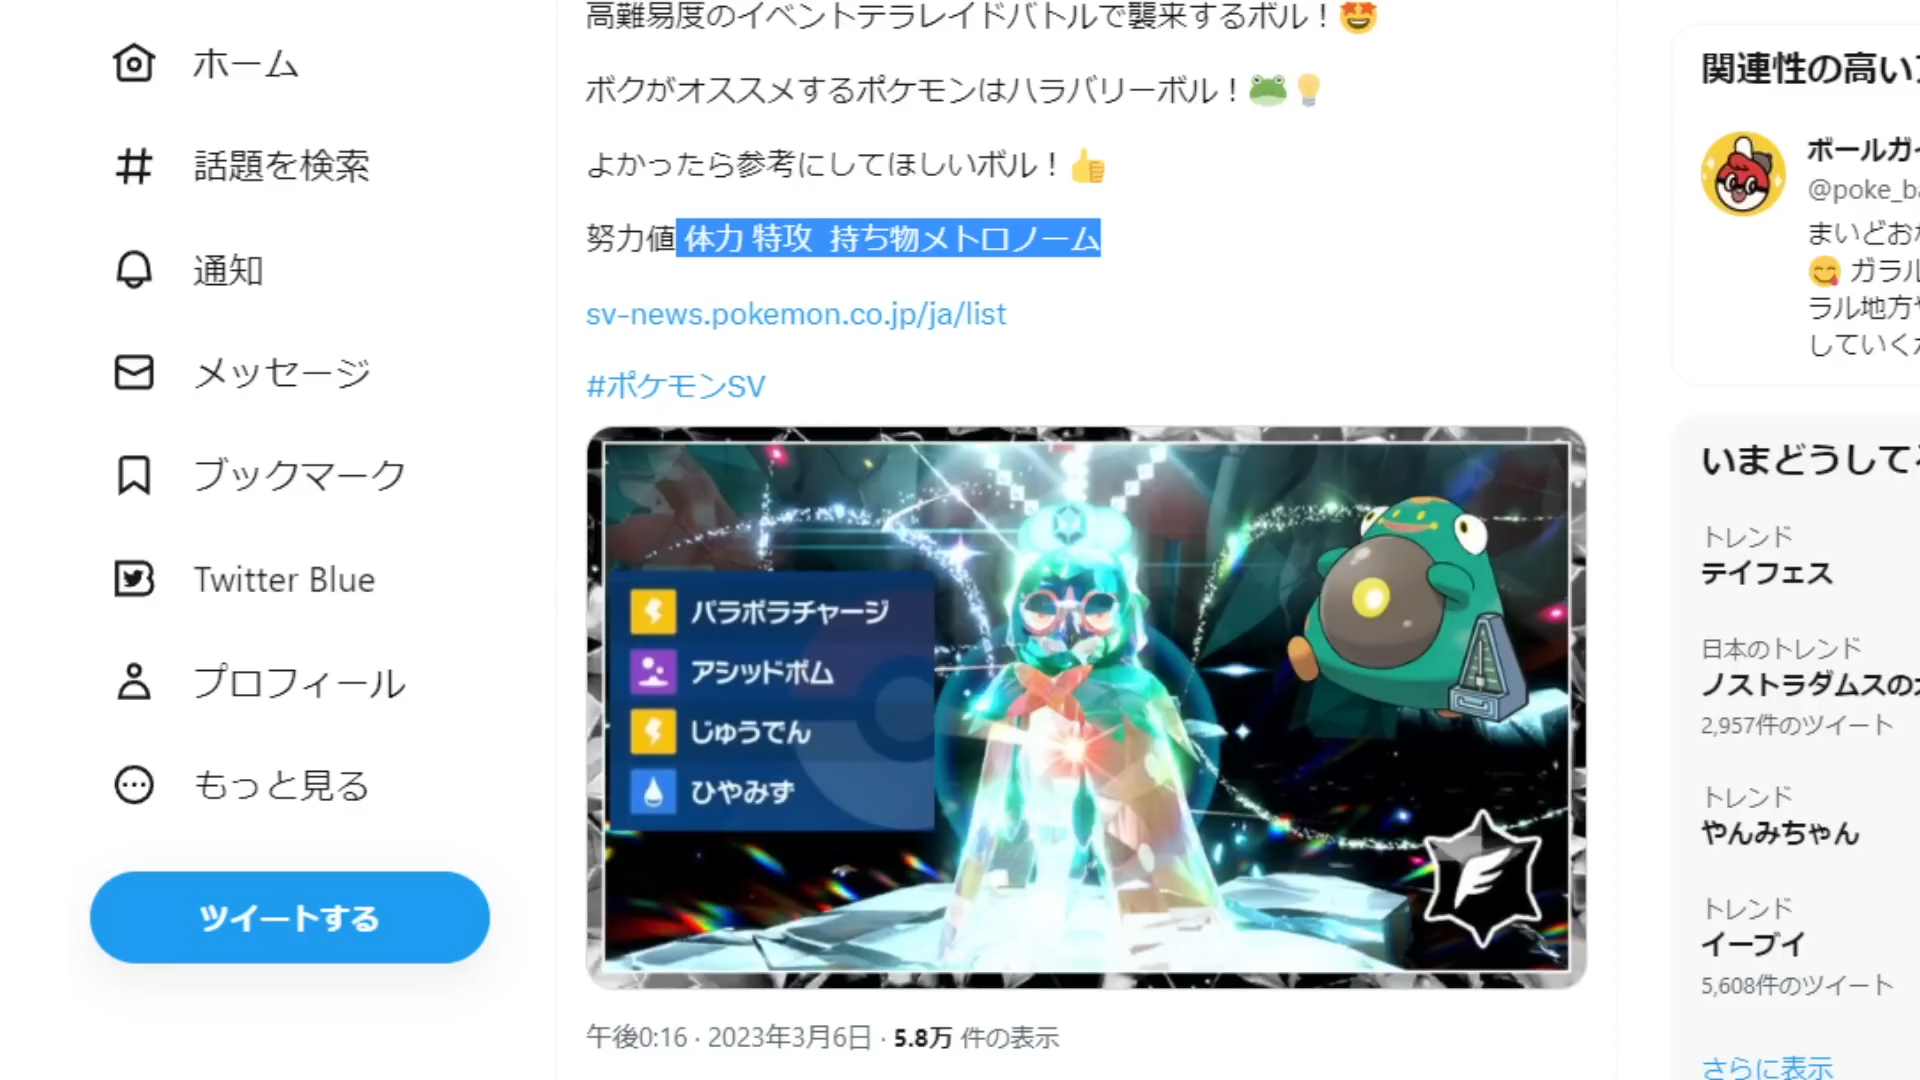 ホーム
話題を検索
通知
メッセージ
ブックマーク
Twitter Blue
プロフィール
もっと見る
ツイートする
高難易度のイベントテラレイドバトルで襲来するボル！🤩
ボクがオススメするポケモンはハラバリーボル！🐸💡
よかったら参考にしてほしいボル！👍
努力値 体力 特攻  持ち物メトロノーム
sv-news.pokemon.co.jp/ja/list
#ポケモンSV
パラボラチャージ
アシッドボム
じゅうでん
ひやみず
午後0:16 · 2023年3月6日 · 5.8万 件の表示
関連性の高い
ボールガ
@poke_b
まいどお
😋 ガラル
ラル地方
していく
いまどうして
トレンド
テイフェス
日本のトレンド
ノストラダムスの
2,957件のツイート
トレンド
やんみちゃん
トレンド
イーブイ
5,608件のツイート
さらに表示